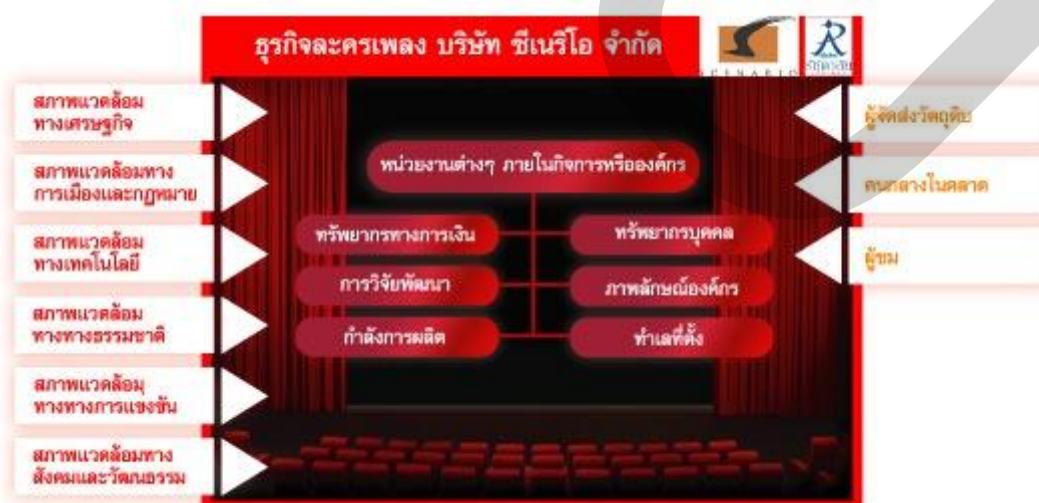 ธุรกิจละครเพลง บริษัท ซีเนริโอ จำกัด
SCENARIO
สภาพแวดล้อม
ทางเศรษฐกิจ
สภาพแวดล้อมทาง
การเมืองและกฎหมาย
สภาพแวดล้อม
ทางเทคโนโลยี
สภาพแวดล้อม
ทางทางธรรมชาติ
สภาพแวดล้อมุ
ทางทางการแขงขัน
สภาพแวดล้อมทาง
สังคมและวัฒนธรรม
หน่วยงานต่างๆ ภายในกิจการหรือองค์กร
ทรัพยากรทางการเงิน
ทรัพยากรบุคคล
การวิจัยพัฒนา
ภาพลักษณ์องค์กร
กำลังการผลิต
ทำเลที่ตั้ง
ผู้จัดส่งวัตถุดิบ
คนกลางในตลาด
ผู้ชม